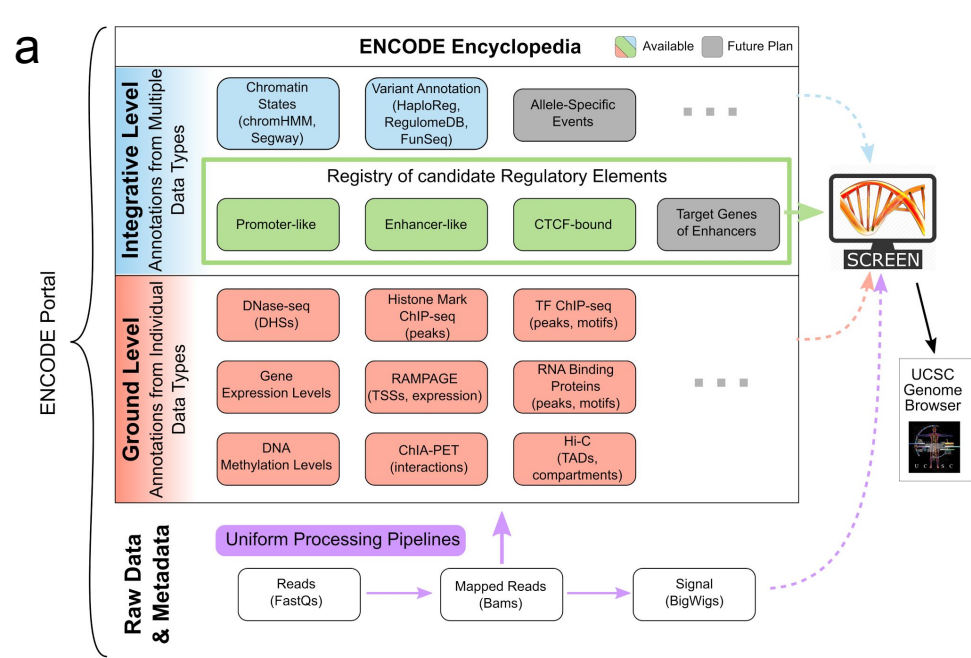 a
ENCODE Encyclopedia
Available
Future Plan
ENCODE Portal
Integrative Level
Annotations from Multiple
Data Types
Chromatin
States
(chromHMM,
Segway)
Variant Annotation
(HaploReg,
RegulomeDB,
FunSeq)
Allele-Specific
Events
Registry of candidate Regulatory Elements
Promoter-like
Enhancer-like
CTCF-bound
Target Genes
of Enhancers
SCREEN
Ground Level
Annotations from Individual
Data Types
DNase-seq
(DHSs)
Histone Mark
ChIP-seq
(peaks)
TF ChIP-seq
(peaks, motifs)
Gene
Expression Levels
RAMPAGE
(TSSs, expression)
RNA Binding
Proteins
(peaks, motifs)
DNA
Methylation Levels
ChIA-PET
(interactions)
Hi-C
(TADs,
compartments)
UCSC
Genome
Browser
UCSC
Raw Data
& Metadata
Uniform Processing Pipelines
Reads
(FastQs)
Mapped Reads
(Bams)
Signal
(BigWigs)